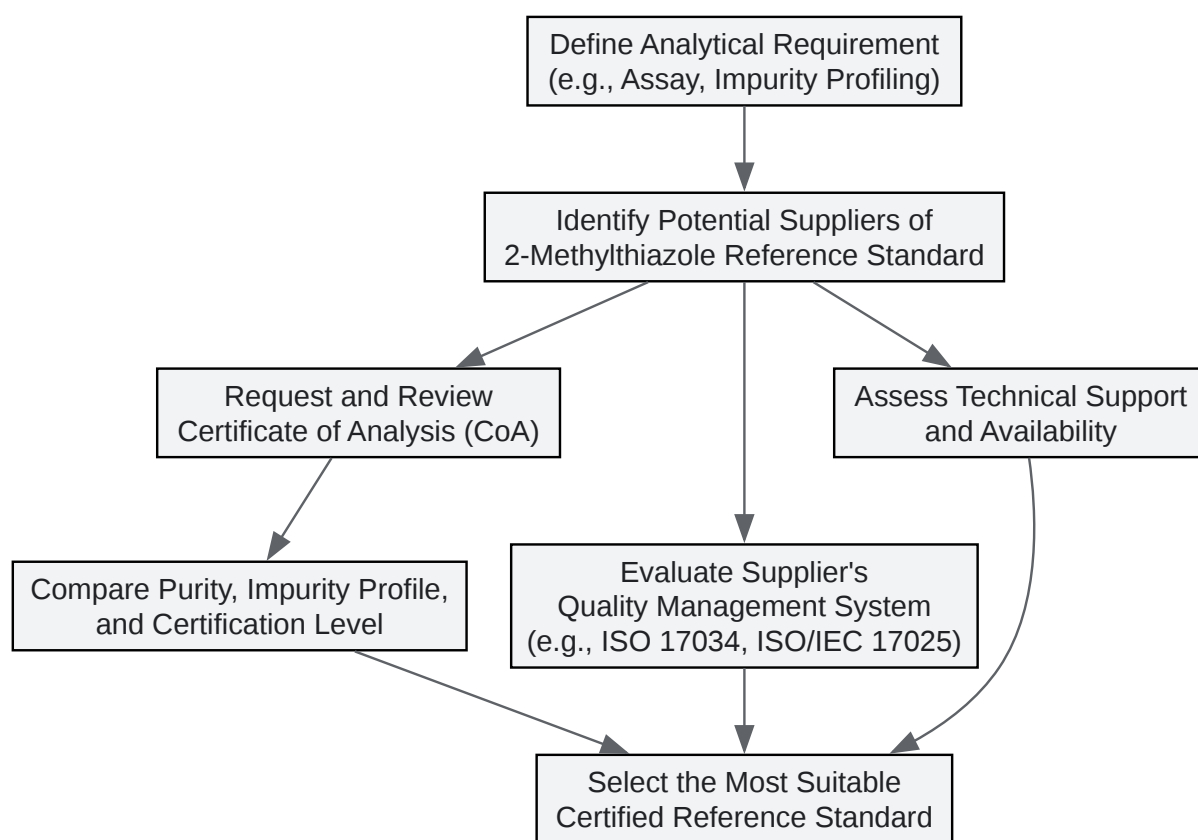 Define Analytical Requirement
(e.g., Assay, Impurity Profiling)
Identify Potential Suppliers of
2-Methylthiazole Reference Standard
Request and Review
Certificate of Analysis (CoA)
Assess Technical Support
and Availability
Compare Purity, Impurity Profile,
and Certification Level
Evaluate Supplier's
Quality Management System
(e.g., ISO 17034, ISO/IEC 17025)
Select the Most Suitable
Certified Reference Standard